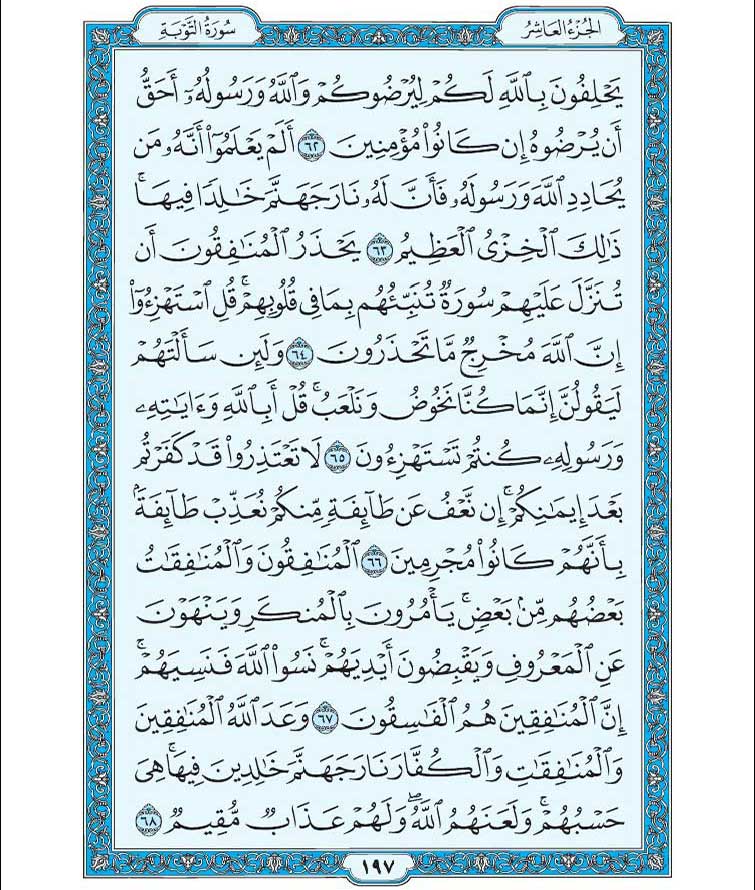 الجُزءُ العَاشِرُ
سُورَةُ التَّوْبَةِ
يَحۡلِفُونَ بِٱللَّهِ لَكُمۡ لِيُرۡضُوكُمۡ وَٱللَّهُ وَرَسُولُهُۥٓ أَحَقُّ
أَن يُرۡضُوهُ إِن كَانُواْ مُؤۡمِنِينَ ٦٢ أَلَمۡ يَعۡلَمُوٓاْ أَنَّهُۥ مَن
يُحَادِدِ ٱللَّهَ وَرَسُولَهُۥ فَأَنَّ لَهُۥ نَارَ جَهَنَّمَ خَٰلِدٗا فِيهَاۚ
ذَٰلِكَ ٱلۡخِزۡيُ ٱلۡعَظِيمُ ٦٣ يَحۡذَرُ ٱلۡمُنَٰفِقُونَ أَن
تُنَزَّلَ عَلَيۡهِمۡ سُورَةٞ تُنَبِّئُهُم بِمَا فِي قُلُوبِهِمۡۚ قُلِ ٱسۡتَهۡزِءُوٓاْ
إِنَّ ٱللَّهَ مُخۡرِجٞ مَّا تَحۡذَرُونَ ٦٤ وَلَئِن سَأَلۡتَهُمۡ
لَيَقُولُنَّ إِنَّمَا كُنَّا نَخُوضُ وَنَلۡعَبُۚ قُلۡ أَبِٱللَّهِ وَءَايَٰتِهِۦ
وَرَسُولِهِۦ كُنتُمۡ تَسۡتَهۡزِءُونَ ٦٥ لَا تَعۡتَذِرُواْ قَدۡ كَفَرۡتُم
بَعۡدَ إِيمَٰنِكُمۡۚ إِن نَّعۡفُ عَن طَآئِفَةٖ مِّنكُمۡ نُعَذِّبۡ طَآئِفَةَۢ
بِأَنَّهُمۡ كَانُواْ مُجۡرِمِينَ ٦٦ ٱلۡمُنَٰفِقُونَ وَٱلۡمُنَٰفِقَٰتُ
بَعۡضُهُم مِّنۢ بَعۡضٖۚ يَأۡمُرُونَ بِٱلۡمُنكَرِ وَيَنۡهَوۡنَ
عَنِ ٱلۡمَعۡرُوفِ وَيَقۡبِضُونَ أَيۡدِيَهُمۡۚ نَسُواْ ٱللَّهَ فَنَسِيَهُمۡۚ
إِنَّ ٱلۡمُنَٰفِقِينَ هُمُ ٱلۡفَٰسِقُونَ ٦٧ وَعَدَ ٱللَّهُ ٱلۡمُنَٰفِقِينَ
وَٱلۡمُنَٰفِقَٰتِ وَٱلۡكُفَّارَ نَارَ جَهَنَّمَ خَٰلِدِينَ فِيهَاۚ هِيَ
حَسۡبُهُمۡۚ وَلَعَنَهُمُ ٱللَّهُۖ وَلَهُمۡ عَذَابٞ مُّقِيمٞ ٦٨
١٩٧